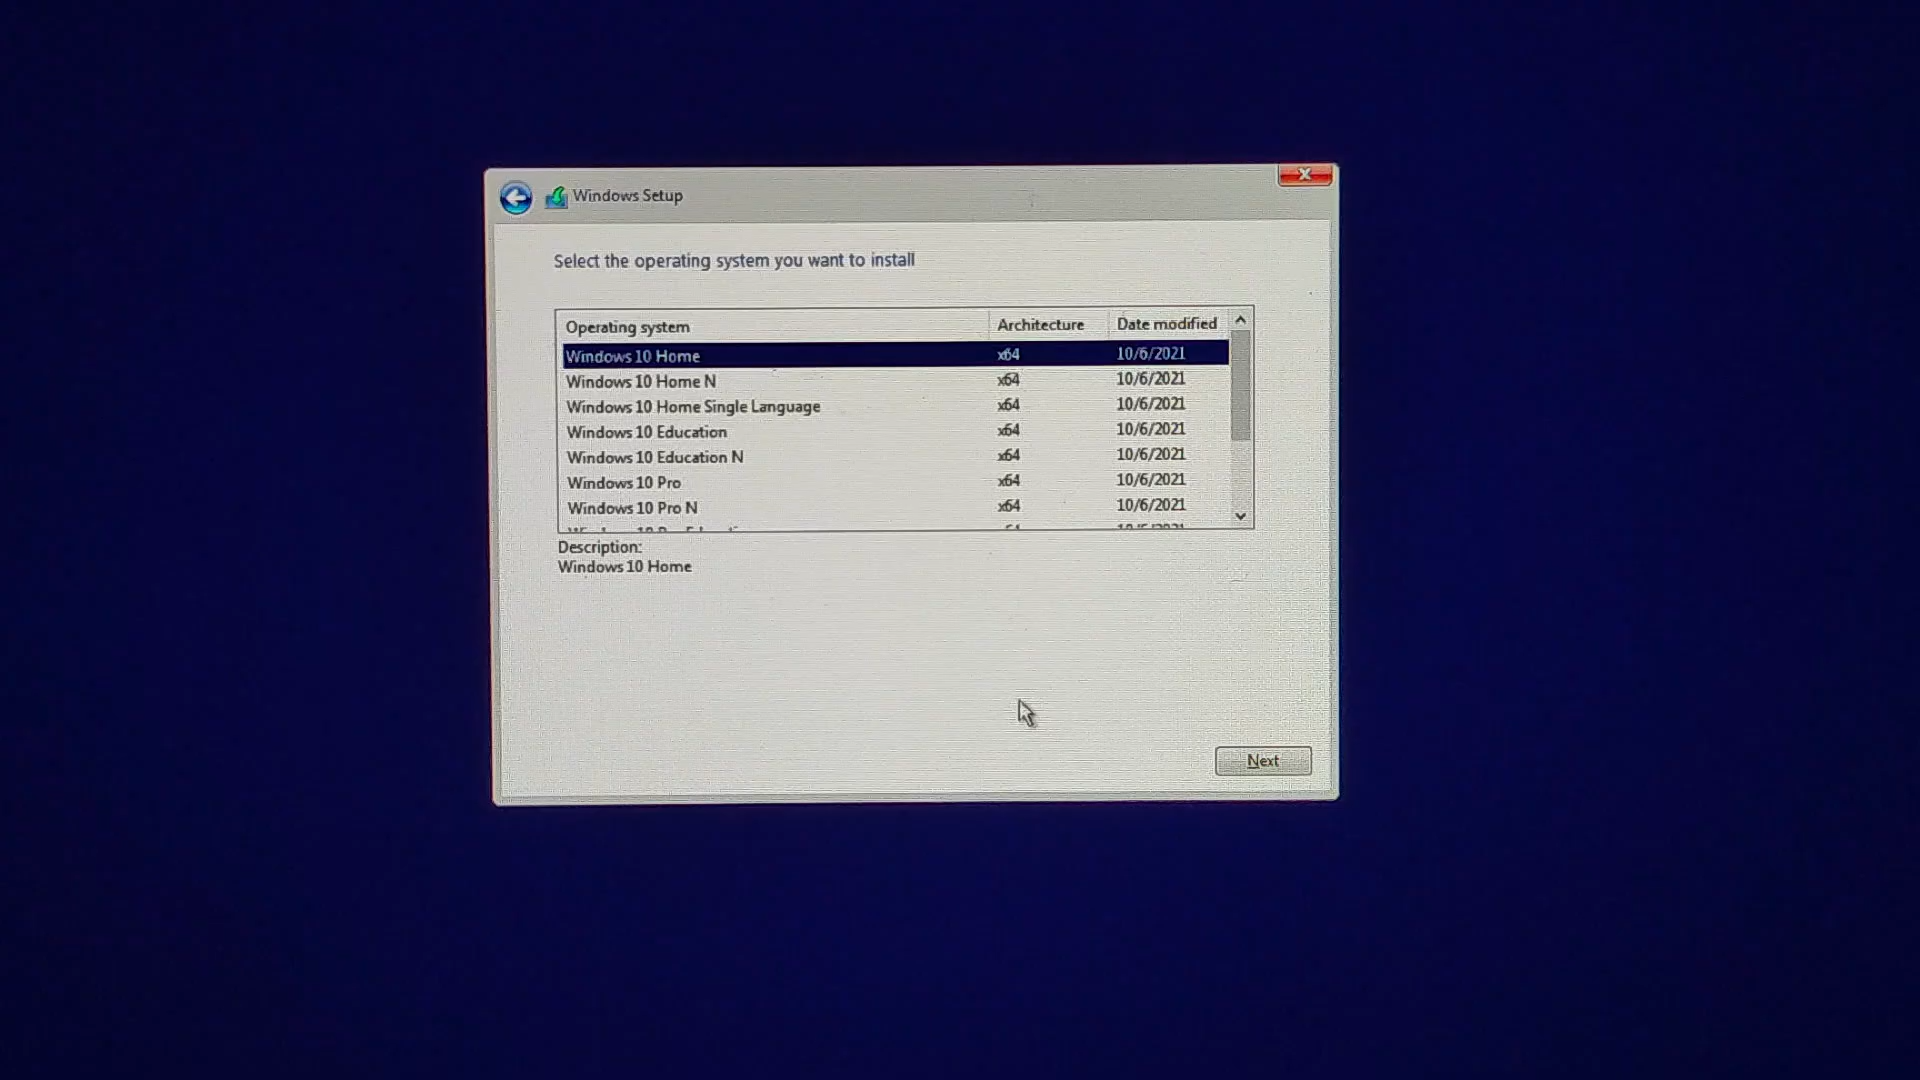 Windows Setup
Select the operating system you want to install
Operating system Architecture Date modified
Windows 10 Home x64 10/6/2021
Windows 10 Home N x64 10/6/2021
Windows 10 Home Single Language x64 10/6/2021
Windows 10 Education x64 10/6/2021
Windows 10 Education N x64 10/6/2021
Windows 10 Pro x64 10/6/2021
Windows 10 Pro N x64 10/6/2021
Description:
Windows 10 Home
Next